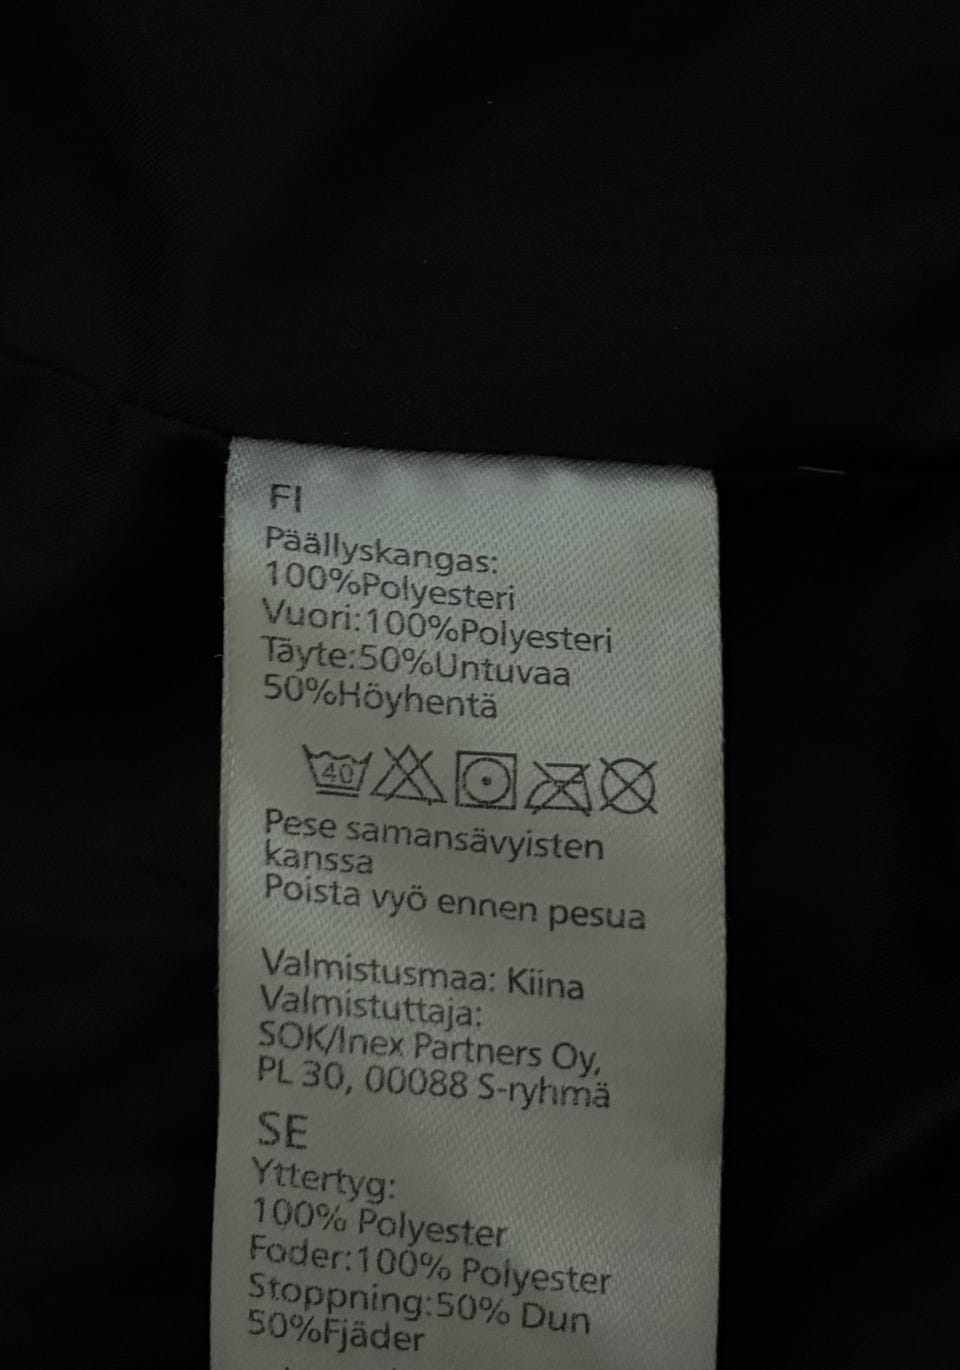 FI
Päällyskangas:
100%Polyesteri
Vuori:100%Polyesteri
Täyte:50%Untuvaa
50%Höyhentä
40
Pese samansävyisten
kanssa
Poista vyö ennen pesua
Valmistusmaa: Kiina
Valmistuttaja:
SOK/Inex Partners Oy,
PL 30, 00088 S-ryhmä
SE
Yttertyg:
100% Polyester
Foder:100% Polyester
Stoppning:50% Dun
50%Fjäder